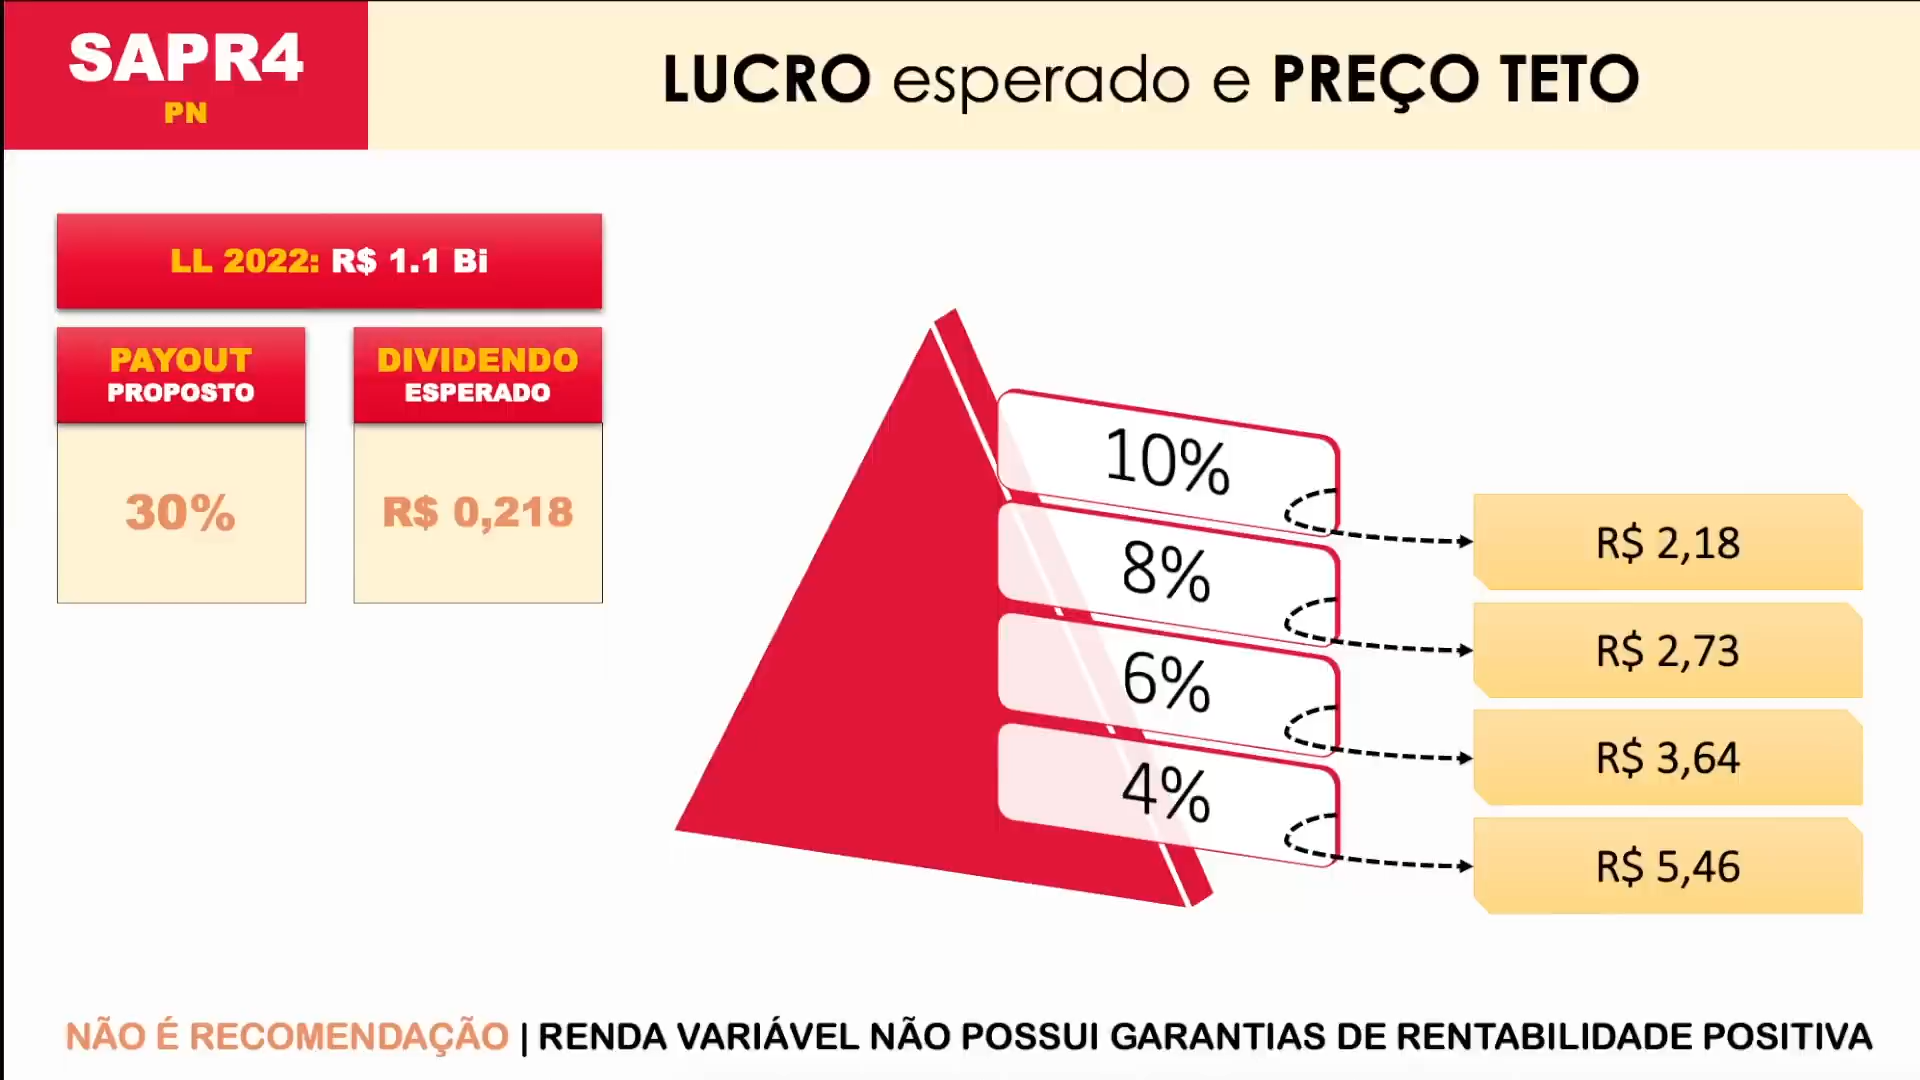 SAPR4
PN
LUCRO esperado e PREÇO TETO
LL 2022: R$ 1.1 Bi
PAYOUT
PROPOSTO
30%
DIVIDENDO
ESPERADO
R$ 0,218
10%
8%
6%
4%
R$ 2,18
R$ 2,73
R$ 3,64
R$ 5,46
NÃO É RECOMENDAÇÃO | RENDA VARIÁVEL NÃO POSSUI GARANTIAS DE RENTABILIDADE POSITIVA